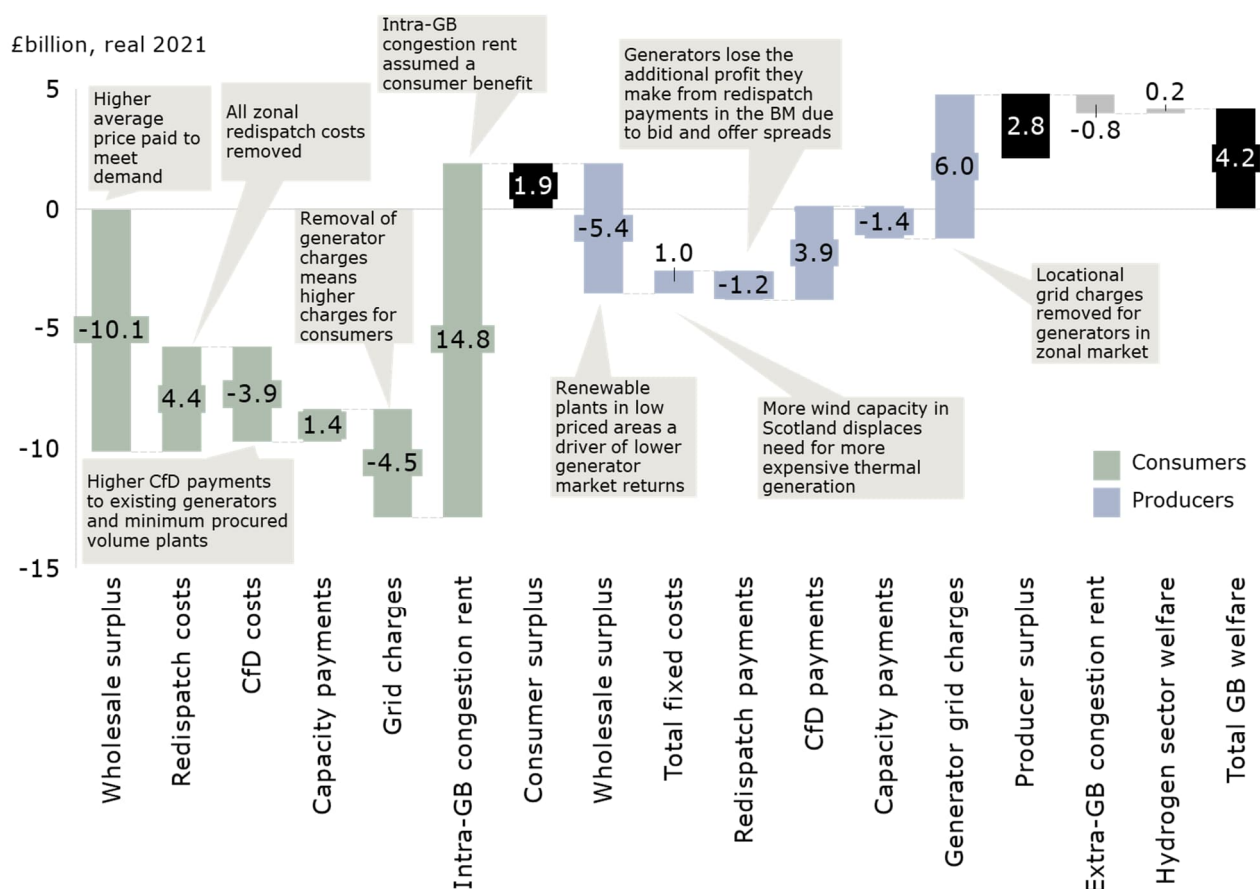 £billion, real 2021
5
0
-5
-10
-15
Higher
average
price paid to
meet
demand
All zonal
redispatch costs
removed
Intra-GB
congestion rent
assumed a
consumer benefit
Generators lose the
additional profit they
make from redispatch
payments in the BM due
to bid and offer spreads
Removal of
generator
charges
means
higher
charges for
consumers
Higher CfD payments
to existing generators
and minimum procured
volume plants
Renewable
plants in low
priced areas a
driver of lower
generator
market returns
More wind capacity in
Scotland displaces
need for more
expensive thermal
generation
Locational
grid charges
removed for
generators in
zonal market
-10.1
4.4
-3.9
1.4
-4.5
14.8
1.9
-5.4
1.0
-1.2
3.9
-1.4
6.0
2.8
-0.8
0.2
4.2
Consumers
Producers
Wholesale surplus
Redispatch costs
CfD costs
Capacity payments
Grid charges
Intra-GB congestion rent
Consumer surplus
Wholesale surplus
Total fixed costs
Redispatch payments
CfD payments
Capacity payments
Generator grid charges
Producer surplus
Extra-GB congestion rent
Hydrogen sector welfare
Total GB welfare